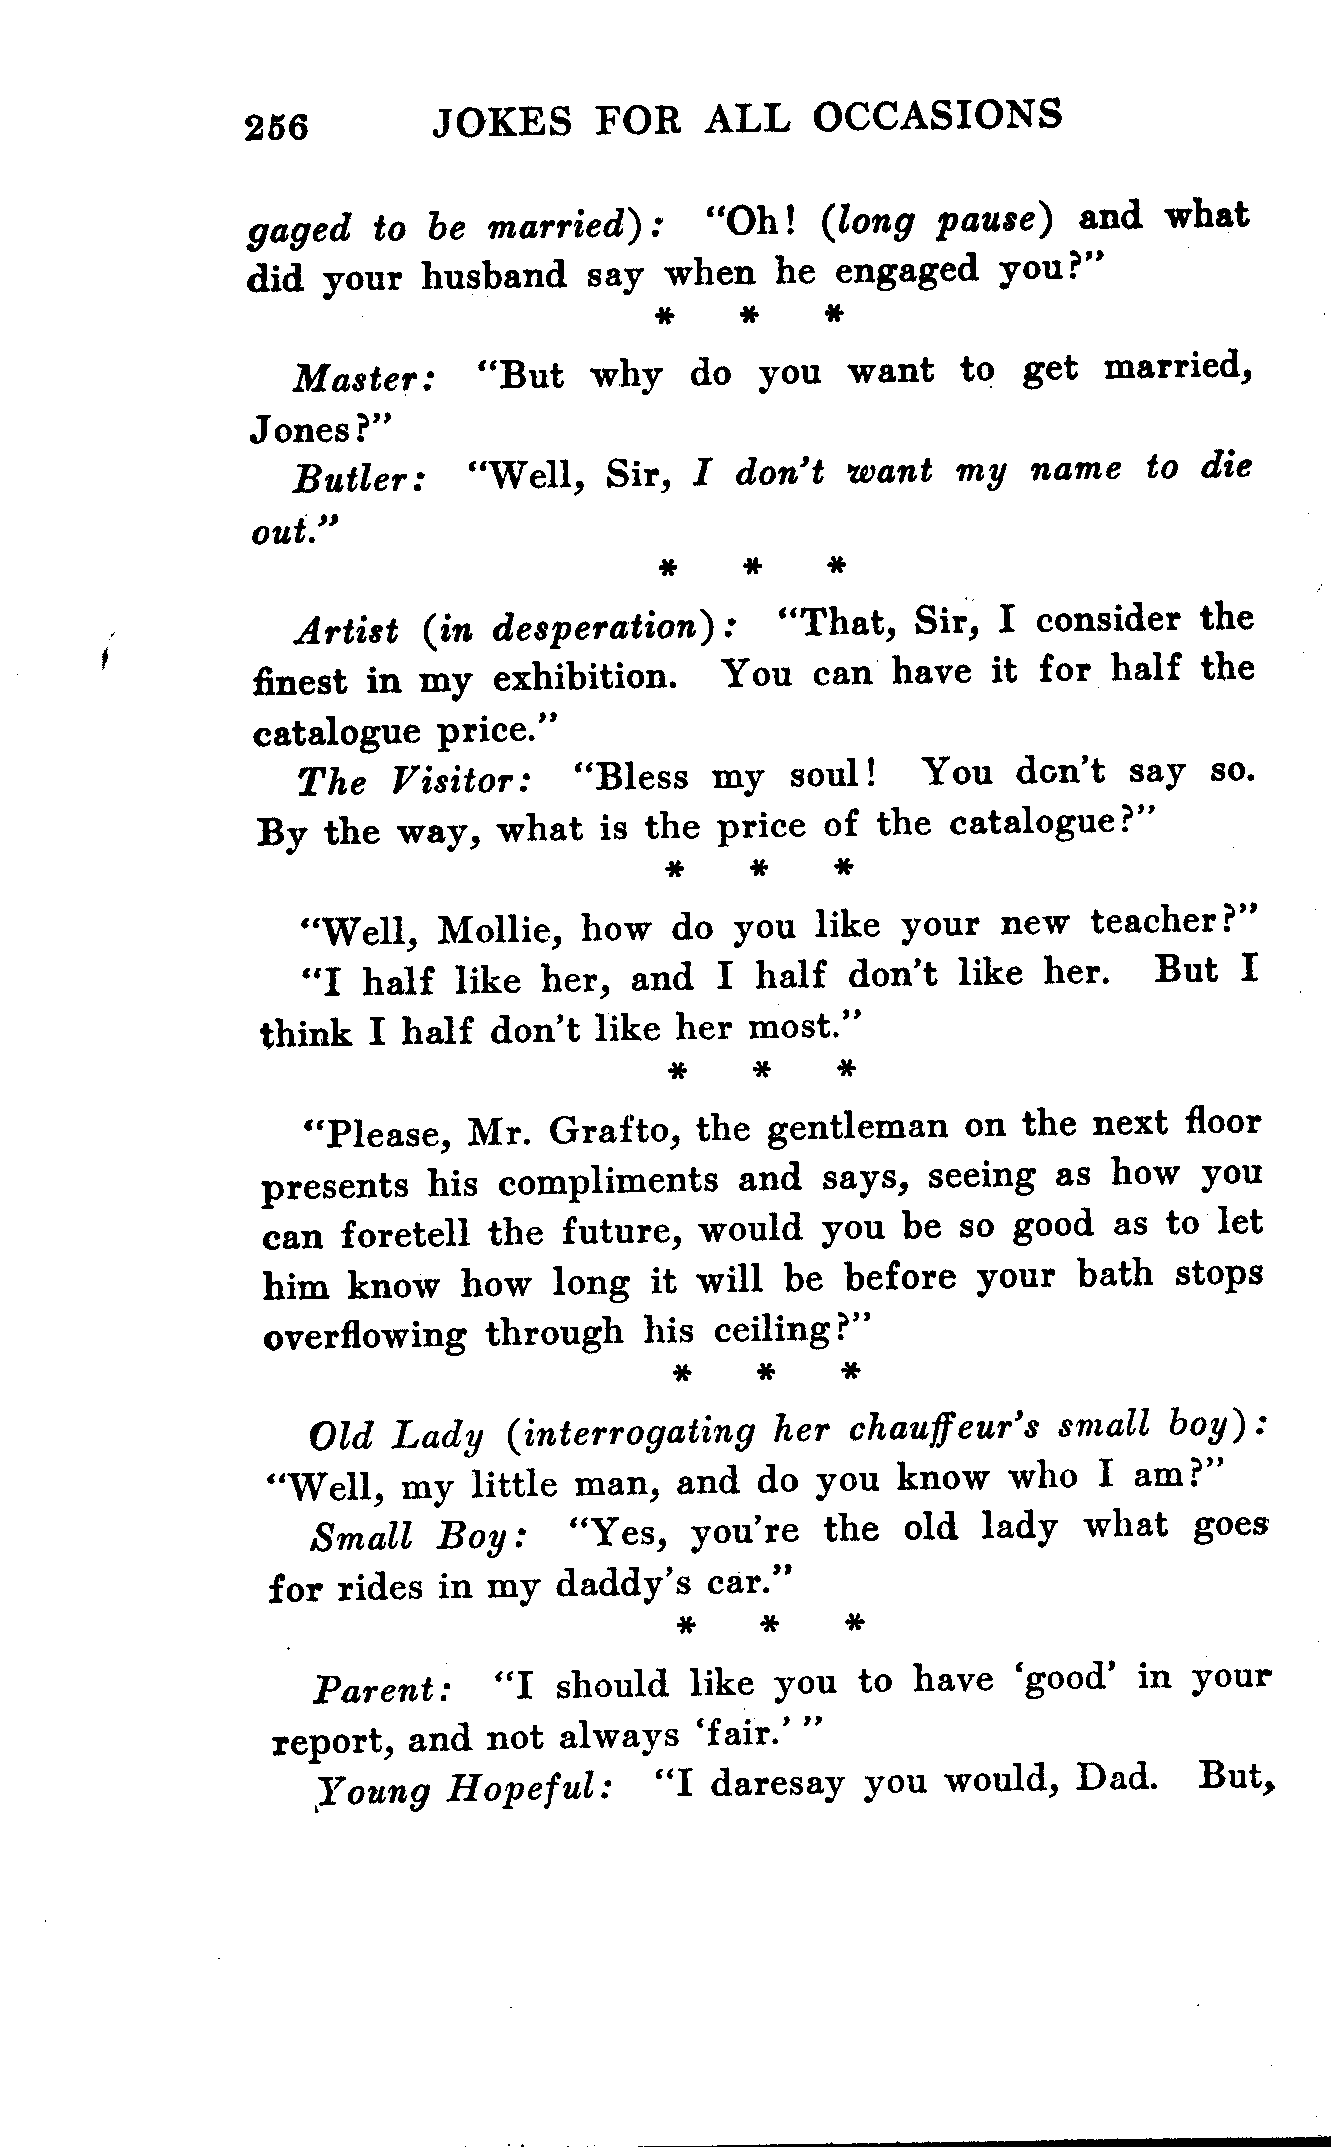 256 JOKES FOR ALL OCCASIONS
gaged to be married): “Oh! (long pause) and what
did your husband say when he engaged you?”
* * *
Master: “But why do you want to get married,
Jones?”
Butler: “Well, Sir, I don't want my name to die
out.”
* * *
Artist (in desperation): “That, Sir, I consider the
finest in my exhibition. You can have it for half the
catalogue price.”
The Visitor: “Bless my soul! You don't say so.
By the way, what is the price of the catalogue?”
* * *
“Well, Mollie, how do you like your new teacher?”
“I half like her, and I half don't like her. But I
think I half don't like her most.”
* * *
“Please, Mr. Grafto, the gentleman on the next floor
presents his compliments and says, seeing as how you
can foretell the future, would you be so good as to let
him know how long it will be before your bath stops
overflowing through his ceiling?”
* * *
Old Lady (interrogating her chauffeur's small boy):
“Well, my little man, and do you know who I am?”
Small Boy: “Yes, you're the old lady what goes
for rides in my daddy's car.”
* * *
Parent: “I should like you to have ‘good’ in your
report, and not always ‘fair.’ ”
Young Hopeful: “I daresay you would, Dad. But,